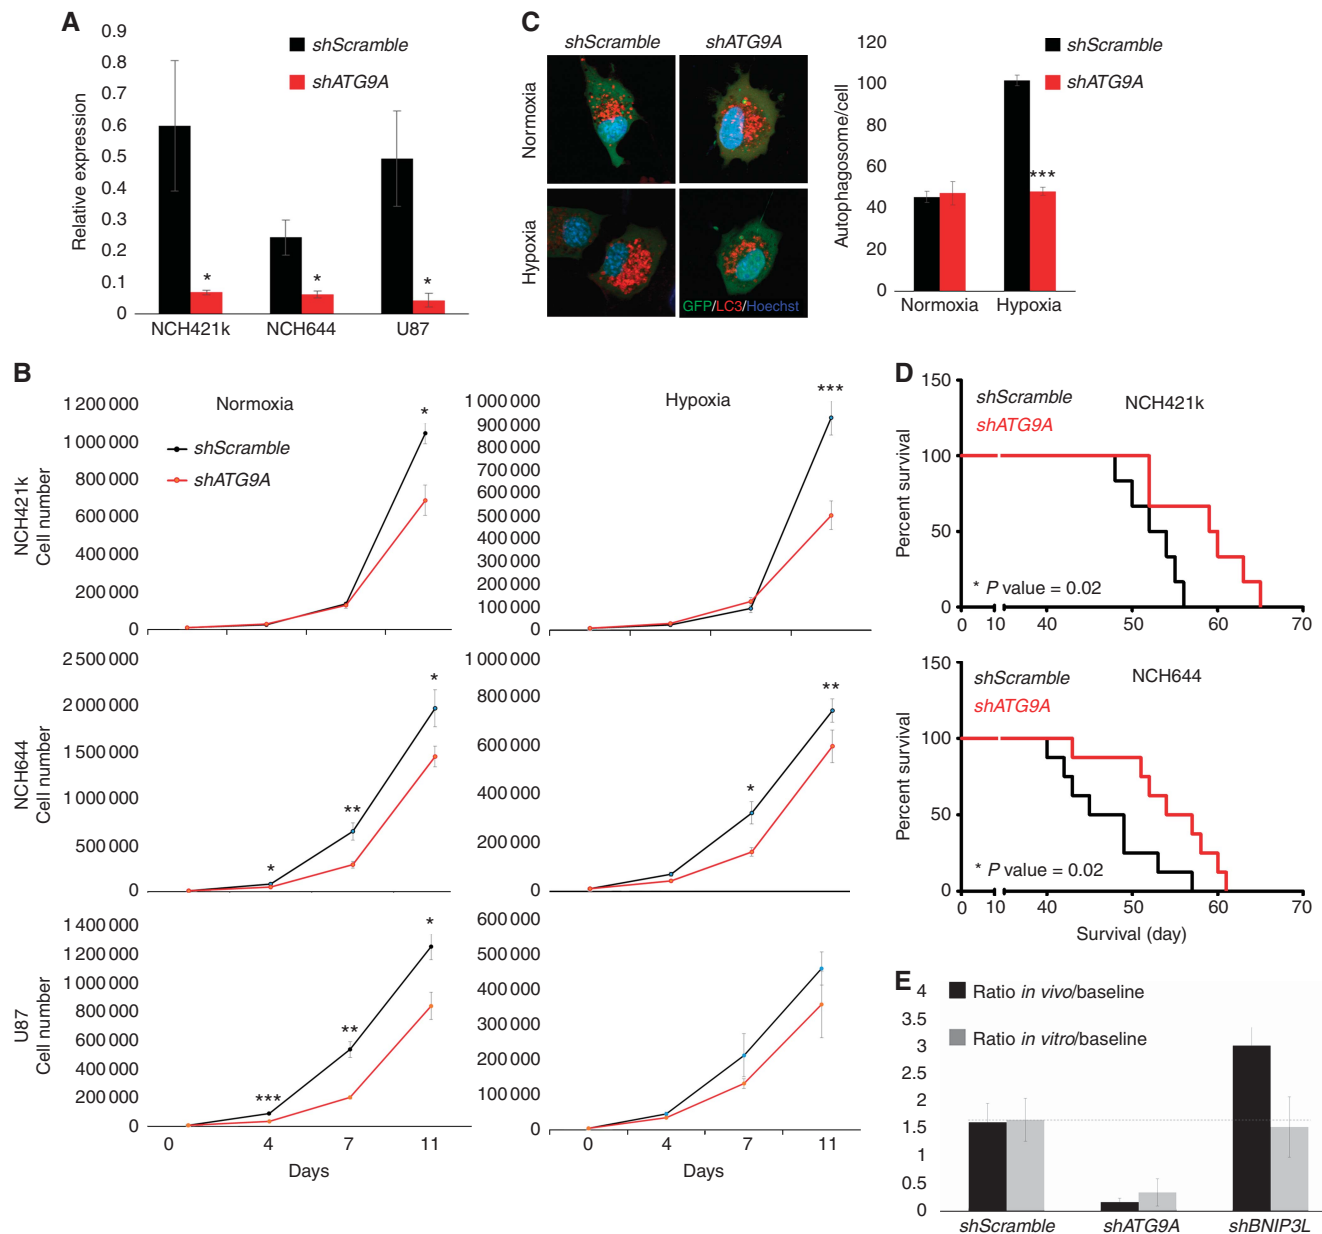 A
0.9
0.8
0.7
0.6
0.5
0.4
0.3
0.2
0.1
0
Relative expression
shScramble
shATG9A
*
*
*
NCH421k
NCH644
U87
C
shScramble
shATG9A
Normoxia
Hypoxia
GFP/LC3/Hoechst
120
100
80
60
40
20
0
Autophagosome/cell
shScramble
shATG9A
***
Normoxia
Hypoxia
B
NCH421k
Cell number
1 200 000
1 000 000
800 000
600 000
400 000
200 000
0
Normoxia
shScramble
shATG9A
*
1 000 000
900 000
800 000
700 000
600 000
500 000
400 000
300 000
200 000
100 000
0
Hypoxia
***
NCH644
Cell number
2 500 000
2 000 000
1 500 000
1 000 000
500 000
0
*
**
*
1 000 000
800 000
600 000
400 000
200 000
0
*
**
U87
Cell number
1 400 000
1 200 000
1 000 000
800 000
600 000
400 000
200 000
0
***
**
*
0
4
7
11
Days
600 000
500 000
400 000
300 000
200 000
100 000
0
0
4
7
11
Days
D
150
100
50
0
Percent survival
shScramble
shATG9A
NCH421k
* P value = 0.02
0
10
40
50
60
70
150
100
50
0
Percent survival
shScramble
shATG9A
NCH644
* P value = 0.02
0
10
40
50
60
70
Survival (day)
E
4
3.5
3
2.5
2
1.5
1
0.5
0
Ratio in vivo/baseline
Ratio in vitro/baseline
shScramble
shATG9A
shBNIP3L